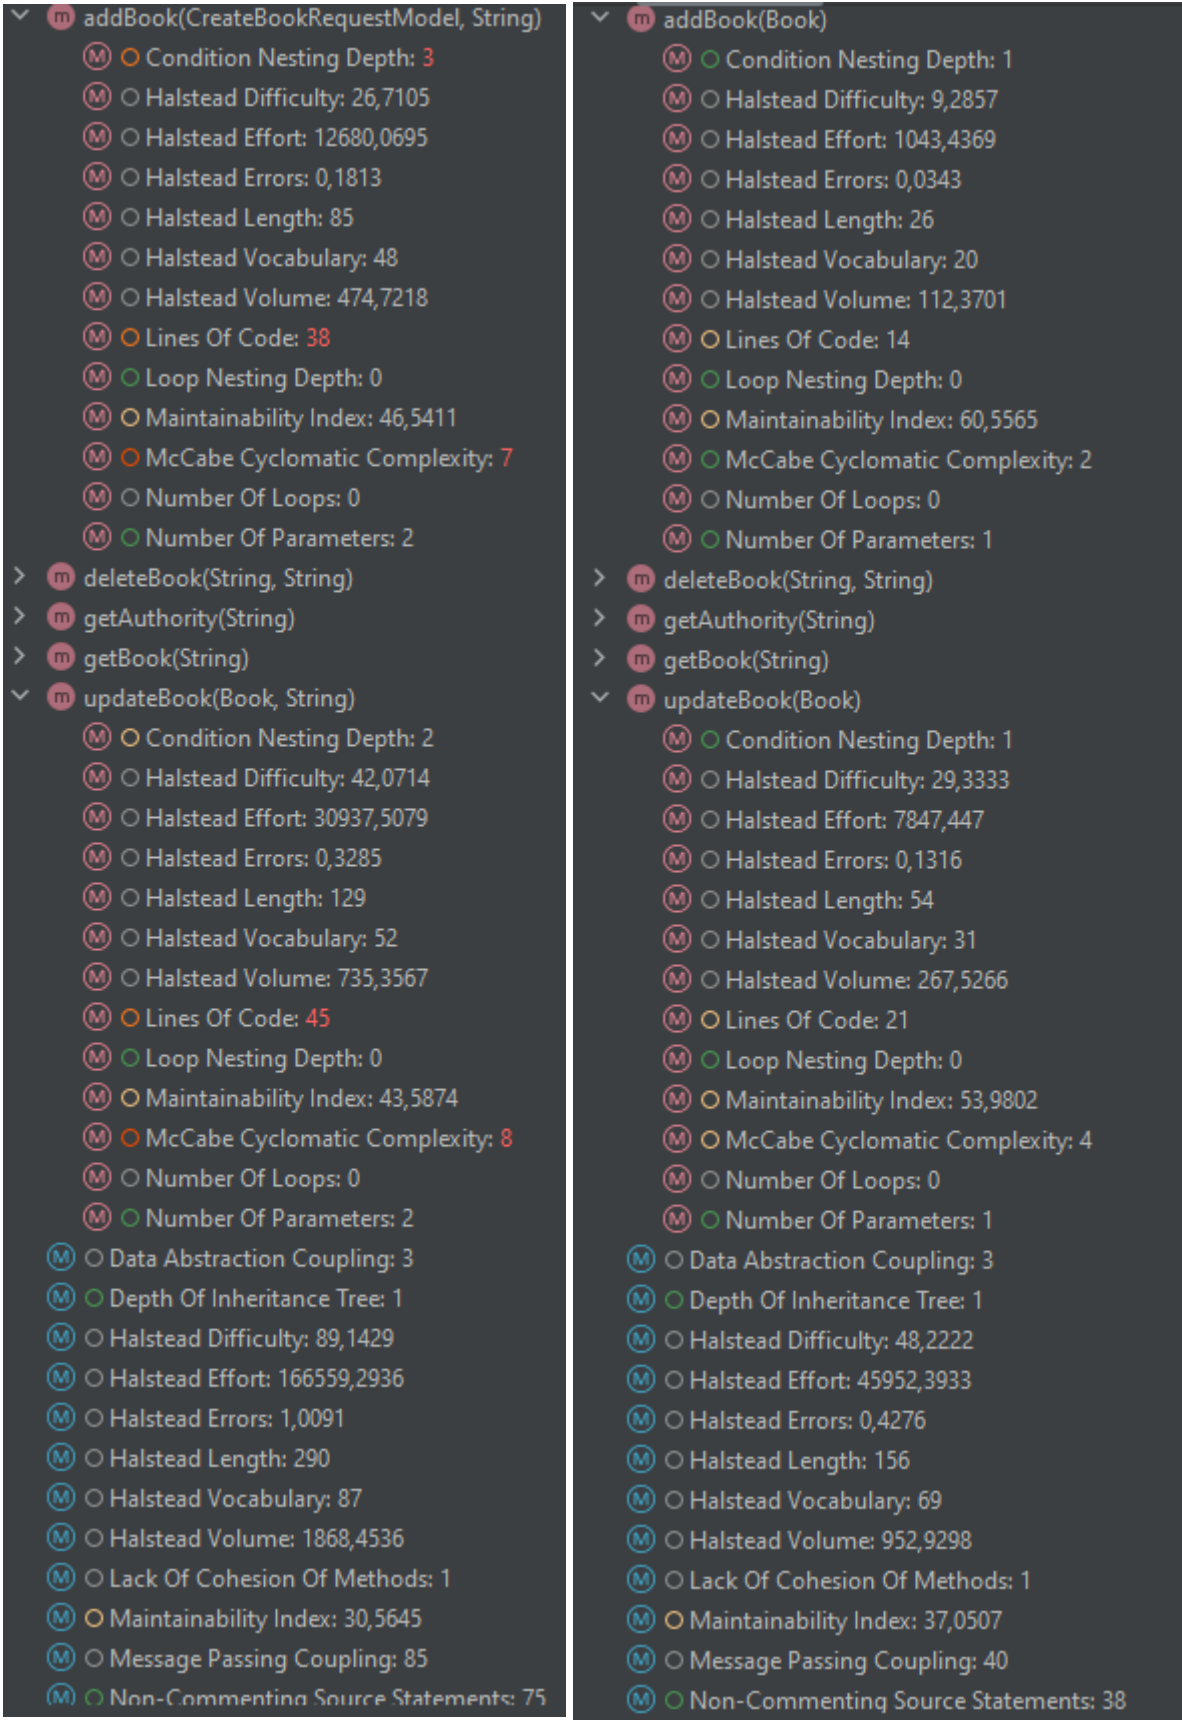 addBook(CreateBookRequestModel, String)
Condition Nesting Depth: 3
Halstead Difficulty: 26,7105
Halstead Effort: 12680,0695
Halstead Errors: 0,1813
Halstead Length: 85
Halstead Vocabulary: 48
Halstead Volume: 474,7218
Lines Of Code: 38
Loop Nesting Depth: 0
Maintainability Index: 46,5411
McCabe Cyclomatic Complexity: 7
Number Of Loops: 0
Number Of Parameters: 2
deleteBook(String, String)
getAuthority(String)
getBook(String)
updateBook(Book, String)
Condition Nesting Depth: 2
Halstead Difficulty: 42,0714
Halstead Effort: 30937,5079
Halstead Errors: 0,3285
Halstead Length: 129
Halstead Vocabulary: 52
Halstead Volume: 735,3567
Lines Of Code: 45
Loop Nesting Depth: 0
Maintainability Index: 43,5874
McCabe Cyclomatic Complexity: 8
Number Of Loops: 0
Number Of Parameters: 2
Data Abstraction Coupling: 3
Depth Of Inheritance Tree: 1
Halstead Difficulty: 89,1429
Halstead Effort: 166559,2936
Halstead Errors: 1,0091
Halstead Length: 290
Halstead Vocabulary: 87
Halstead Volume: 1868,4536
Lack Of Cohesion Of Methods: 1
Maintainability Index: 30,5645
Message Passing Coupling: 85
Non-Commenting Source Statements: 75
addBook(Book)
Condition Nesting Depth: 1
Halstead Difficulty: 9,2857
Halstead Effort: 1043,4369
Halstead Errors: 0,0343
Halstead Length: 26
Halstead Vocabulary: 20
Halstead Volume: 112,3701
Lines Of Code: 14
Loop Nesting Depth: 0
Maintainability Index: 60,5565
McCabe Cyclomatic Complexity: 2
Number Of Loops: 0
Number Of Parameters: 1
deleteBook(String, String)
getAuthority(String)
getBook(String)
updateBook(Book)
Condition Nesting Depth: 1
Halstead Difficulty: 29,3333
Halstead Effort: 7847,447
Halstead Errors: 0,1316
Halstead Length: 54
Halstead Vocabulary: 31
Halstead Volume: 267,5266
Lines Of Code: 21
Loop Nesting Depth: 0
Maintainability Index: 53,9802
McCabe Cyclomatic Complexity: 4
Number Of Loops: 0
Number Of Parameters: 1
Data Abstraction Coupling: 3
Depth Of Inheritance Tree: 1
Halstead Difficulty: 48,2222
Halstead Effort: 45952,3933
Halstead Errors: 0,4276
Halstead Length: 156
Halstead Vocabulary: 69
Halstead Volume: 952,9298
Lack Of Cohesion Of Methods: 1
Maintainability Index: 37,0507
Message Passing Coupling: 40
Non-Commenting Source Statements: 38